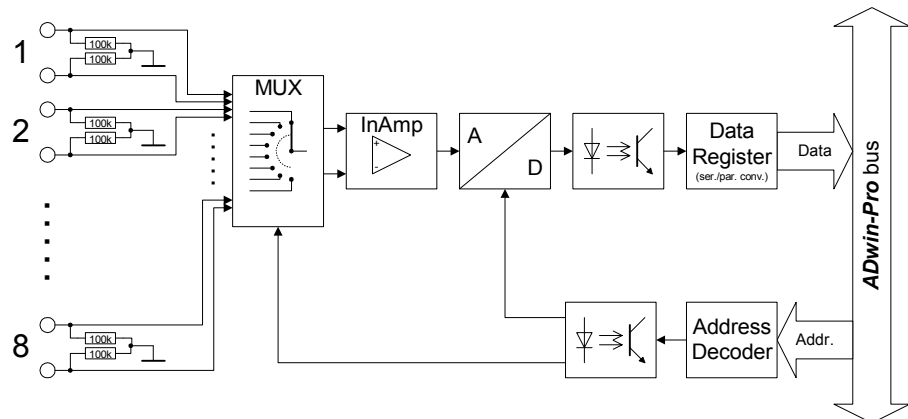 1
100k
100k
2
100k
100k
8
100k
100k
MUX
InAmp
+
-
A
D
Data
Register
(ser./par. conv.)
Data
Address
Decoder
Addr.
ADwin-Pro bus